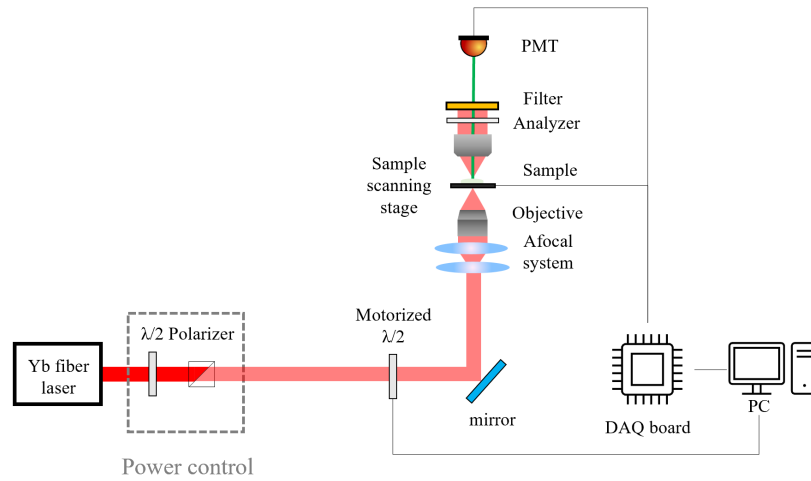 PMT
Filter
Analyzer
Sample
scanning
stage
Sample
Objective
Afocal
system
Motorized
λ/2
λ/2 Polarizer
Yb fiber
laser
mirror
DAQ board
PC
Power control